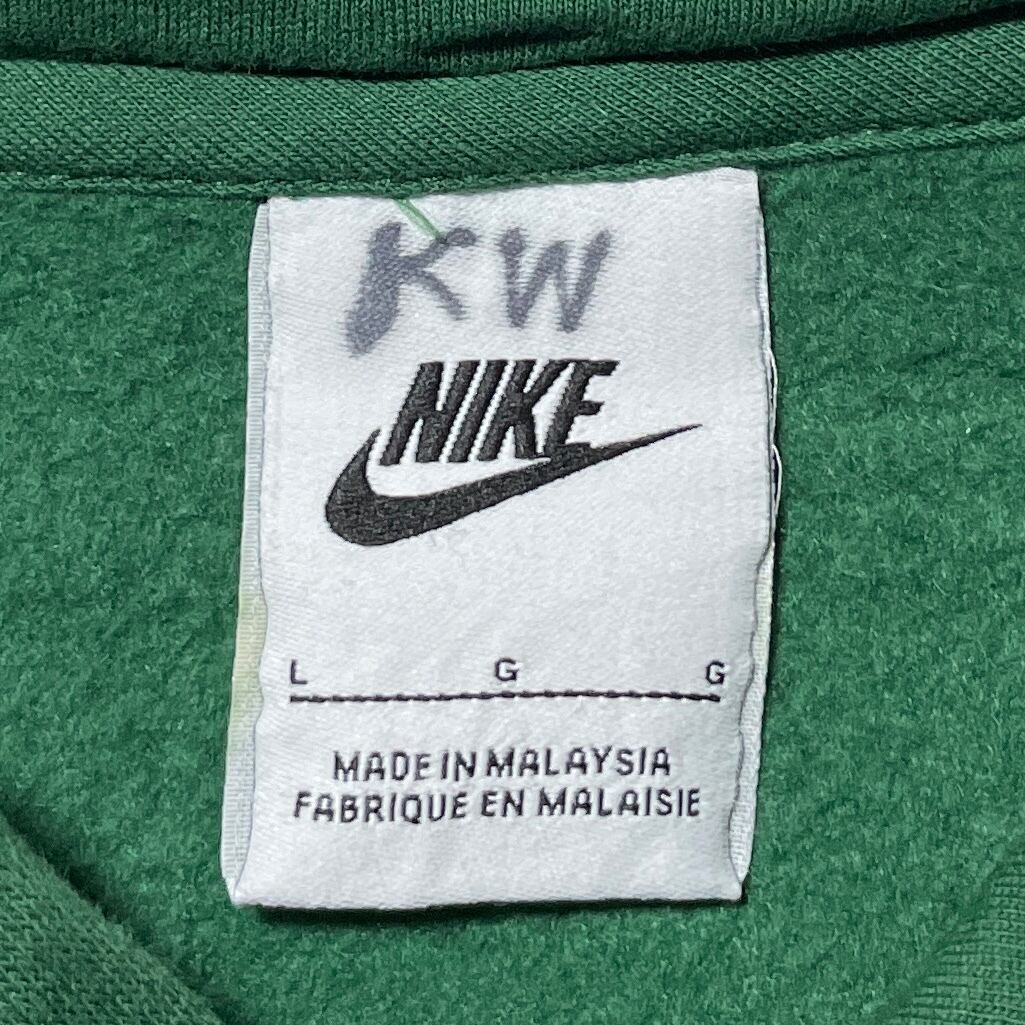 KW
NIKE
L G G
MADE IN MALAYSIA
FABRIQUE EN MALAISIE